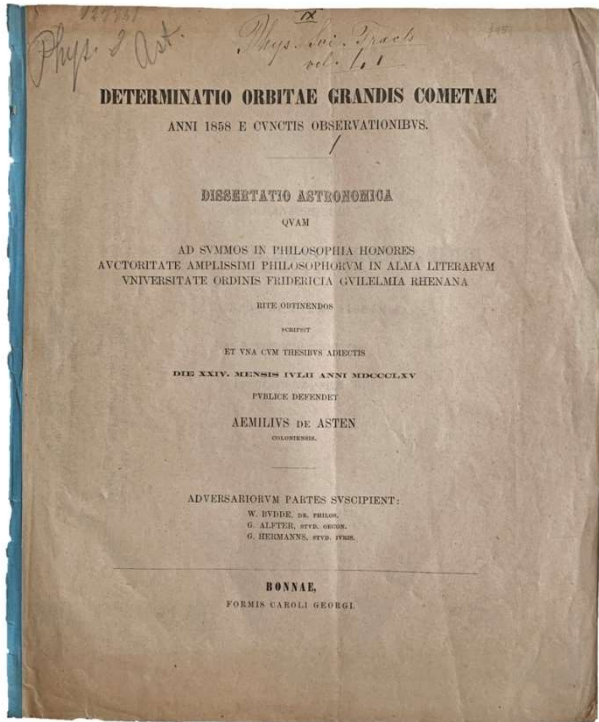 IX
Phys. & Ast.
Phys. Sci. Tracts
vol. 1, 1
DETERMINATIO ORBITAE GRANDIS COMETAE
ANNI 1858 E CVNCTIS OBSERVATIONIBVS.
1
DISSERTATIO ASTRONOMICA
QVAM
AD SVMMOS IN PHILOSOPHIA HONORES
AVCTORITATE AMPLISSIMI PHILOSOPHORVM IN ALMA LITERARVM
VNIVERSITATE ORDINIS FRIDERICIA GVILELMIA RHENANA
RITE OBTINENDOS
SCRIPSIT
ET VNA CVM THESIBVS ADIECTIS
DIE XXIV. MENSIS IVLII ANNI MDCCCLXV
PVBLICE DEFENDET
AEMILIVS DE ASTEN
COLONIENSIS.
ADVERSARIORVM PARTES SVSCIPIENT:
W. BVDDE, DR. PHILOS.
G. ALFTER, STVD. OECON.
G. HERMANNS, STVD. IVRIS.
BONNAE,
FORMIS CAROLI GEORGI.